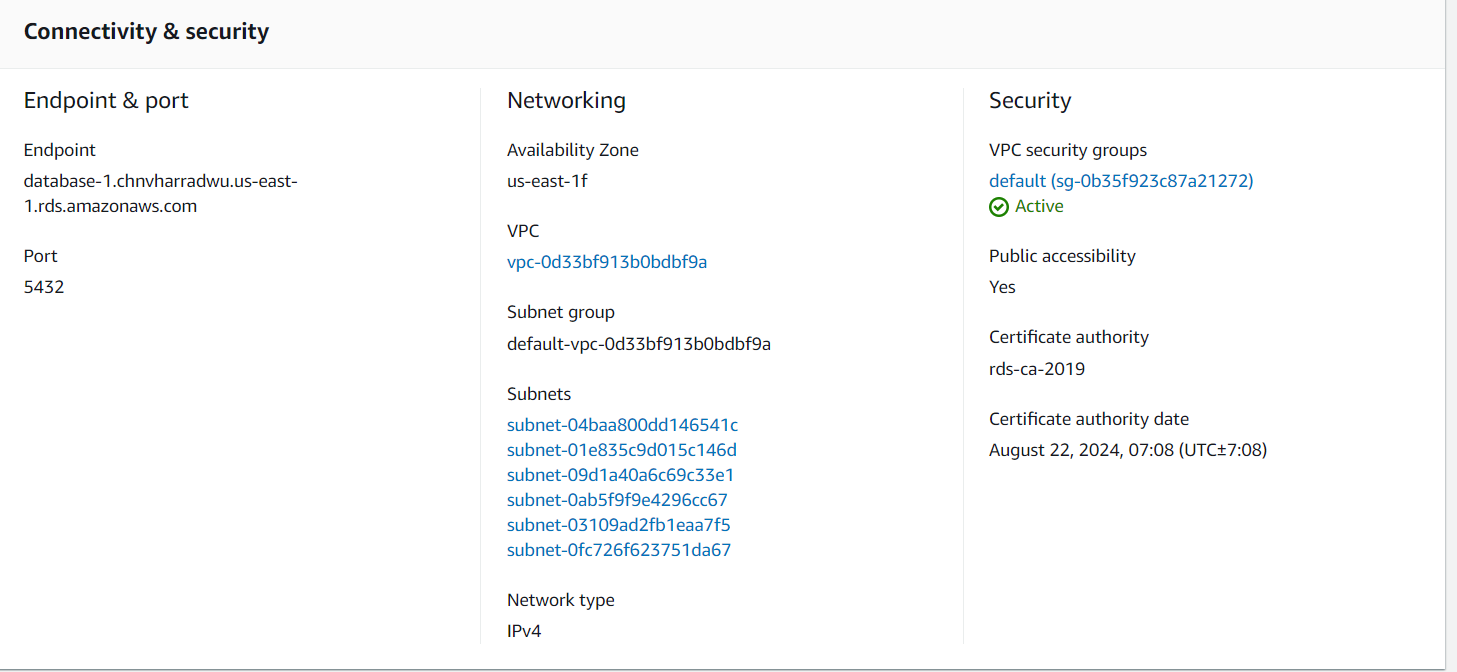 Connectivity & security
Endpoint & port
Endpoint
database-1.chnvharradwu.us-east-
1.rds.amazonaws.com
Port
5432
Networking
Availability Zone
us-east-1f
VPC
vpc-0d33bf913b0bdbf9a
Subnet group
default-vpc-0d33bf913b0bdbf9a
Subnets
subnet-04baa800dd146541c
subnet-01e835c9d015c146d
subnet-09d1a40a6c69c33e1
subnet-0ab5f9f9e4296cc67
subnet-03109ad2fb1eaa7f5
subnet-0fc726f623751da67
Network type
IPv4
Security
VPC security groups
default (sg-0b35f923c87a21272)
Active
Public accessibility
Yes
Certificate authority
rds-ca-2019
Certificate authority date
August 22, 2024, 07:08 (UTC±7:08)